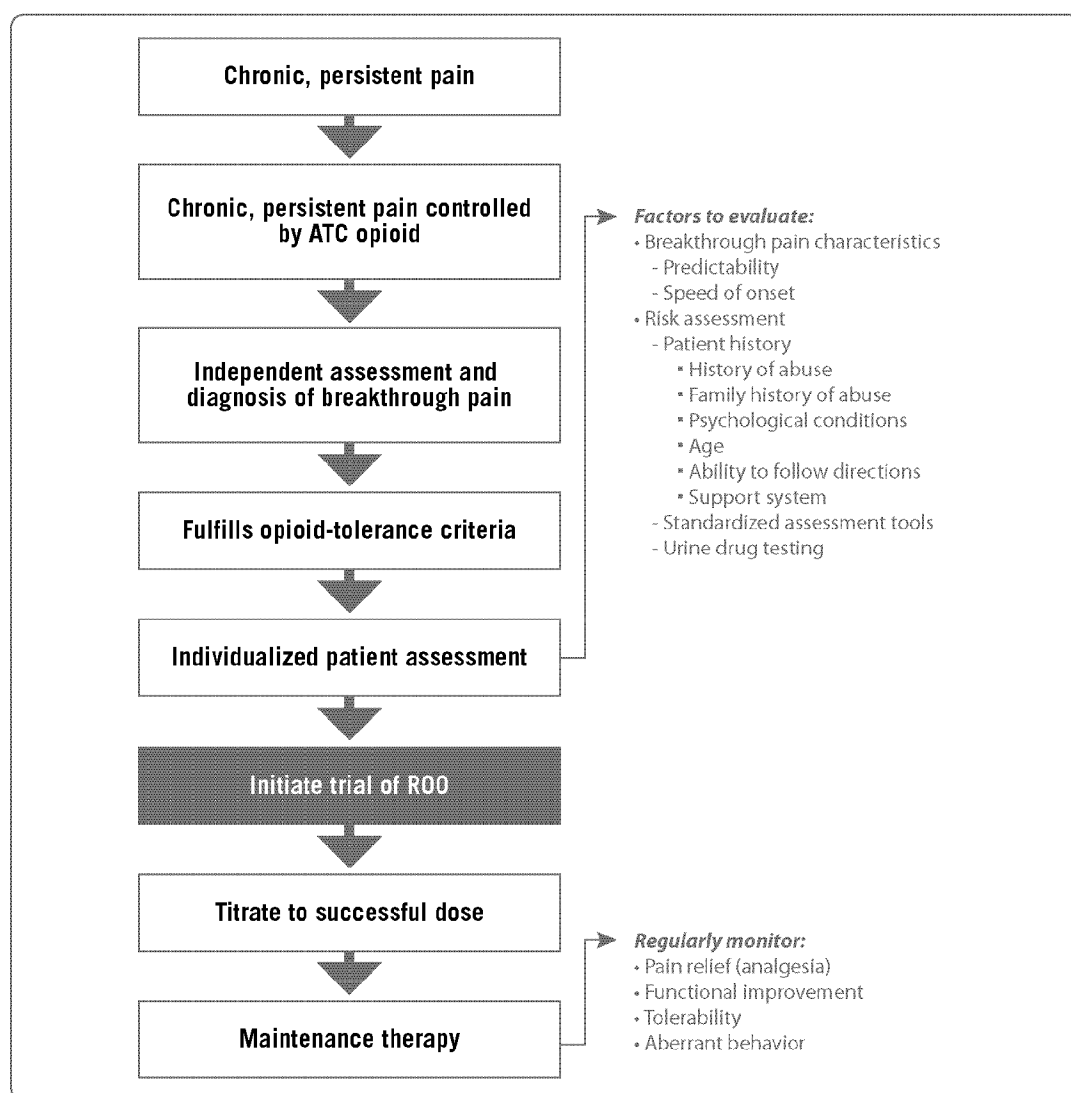 Chronic, persistent pain
Chronic, persistent pain controlled
by ATC opioid
Independent assessment and
diagnosis of breakthrough pain
Fulfills opioid-tolerance criteria
Individualized patient assessment
Factors to evaluate:
• Breakthrough pain characteristics
- Predictability
- Speed of onset
• Risk assessment
- Patient history
▪ History of abuse
▪ Family history of abuse
▪ Psychological conditions
▪ Age
▪ Ability to follow directions
▪ Support system
- Standardized assessment tools
- Urine drug testing
Initiate trial of ROO
Titrate to successful dose
Maintenance therapy
Regularly monitor:
• Pain relief (analgesia)
• Functional improvement
• Tolerability
• Aberrant behavior